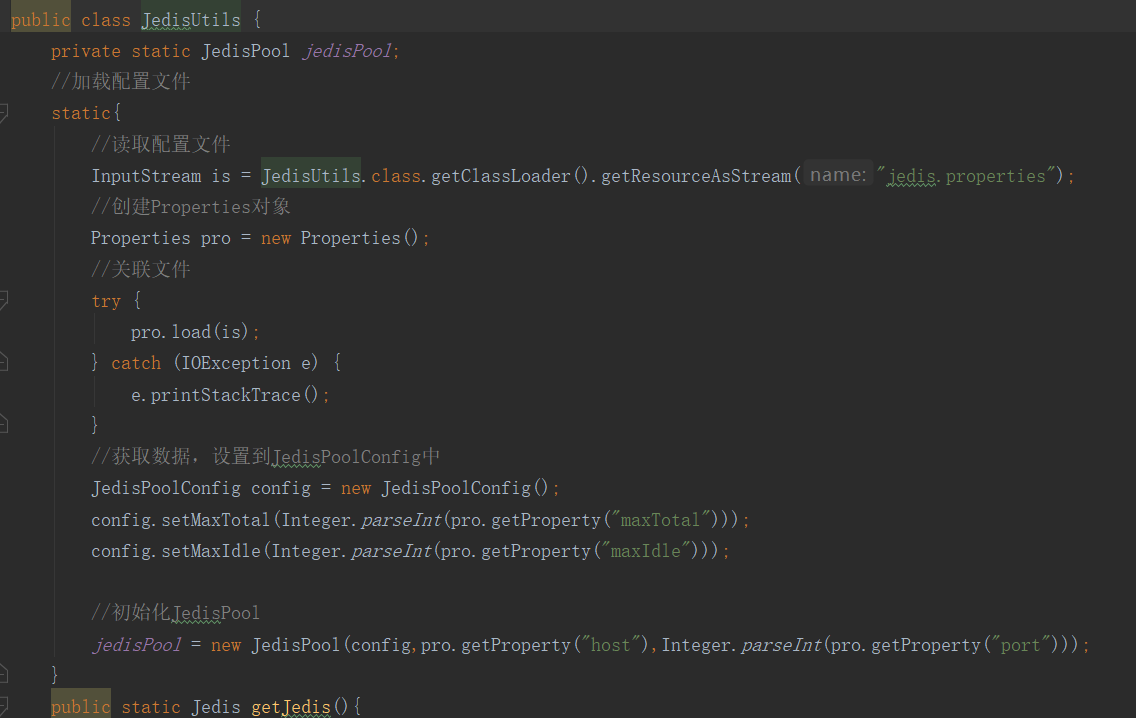 public class JedisUtils {
private static JedisPool jedisPool;
//加载配置文件
static{
//读取配置文件
InputStream is = JedisUtils.class.getClassLoader().getResourceAsStream( name: "jedis.properties");
//创建Properties对象
Properties pro = new Properties();
//关联文件
try {
pro.load(is);
} catch (IOException e) {
e.printStackTrace();
}
//获取数据，设置到JedisPoolConfig中
JedisPoolConfig config = new JedisPoolConfig();
config.setMaxTotal(Integer.parseInt(pro.getProperty("maxTotal")));
config.setMaxIdle(Integer.parseInt(pro.getProperty("maxIdle")));
//初始化JedisPool
jedisPool = new JedisPool(config,pro.getProperty("host"),Integer.parseInt(pro.getProperty("port")));
}
public static Jedis getJedis(){